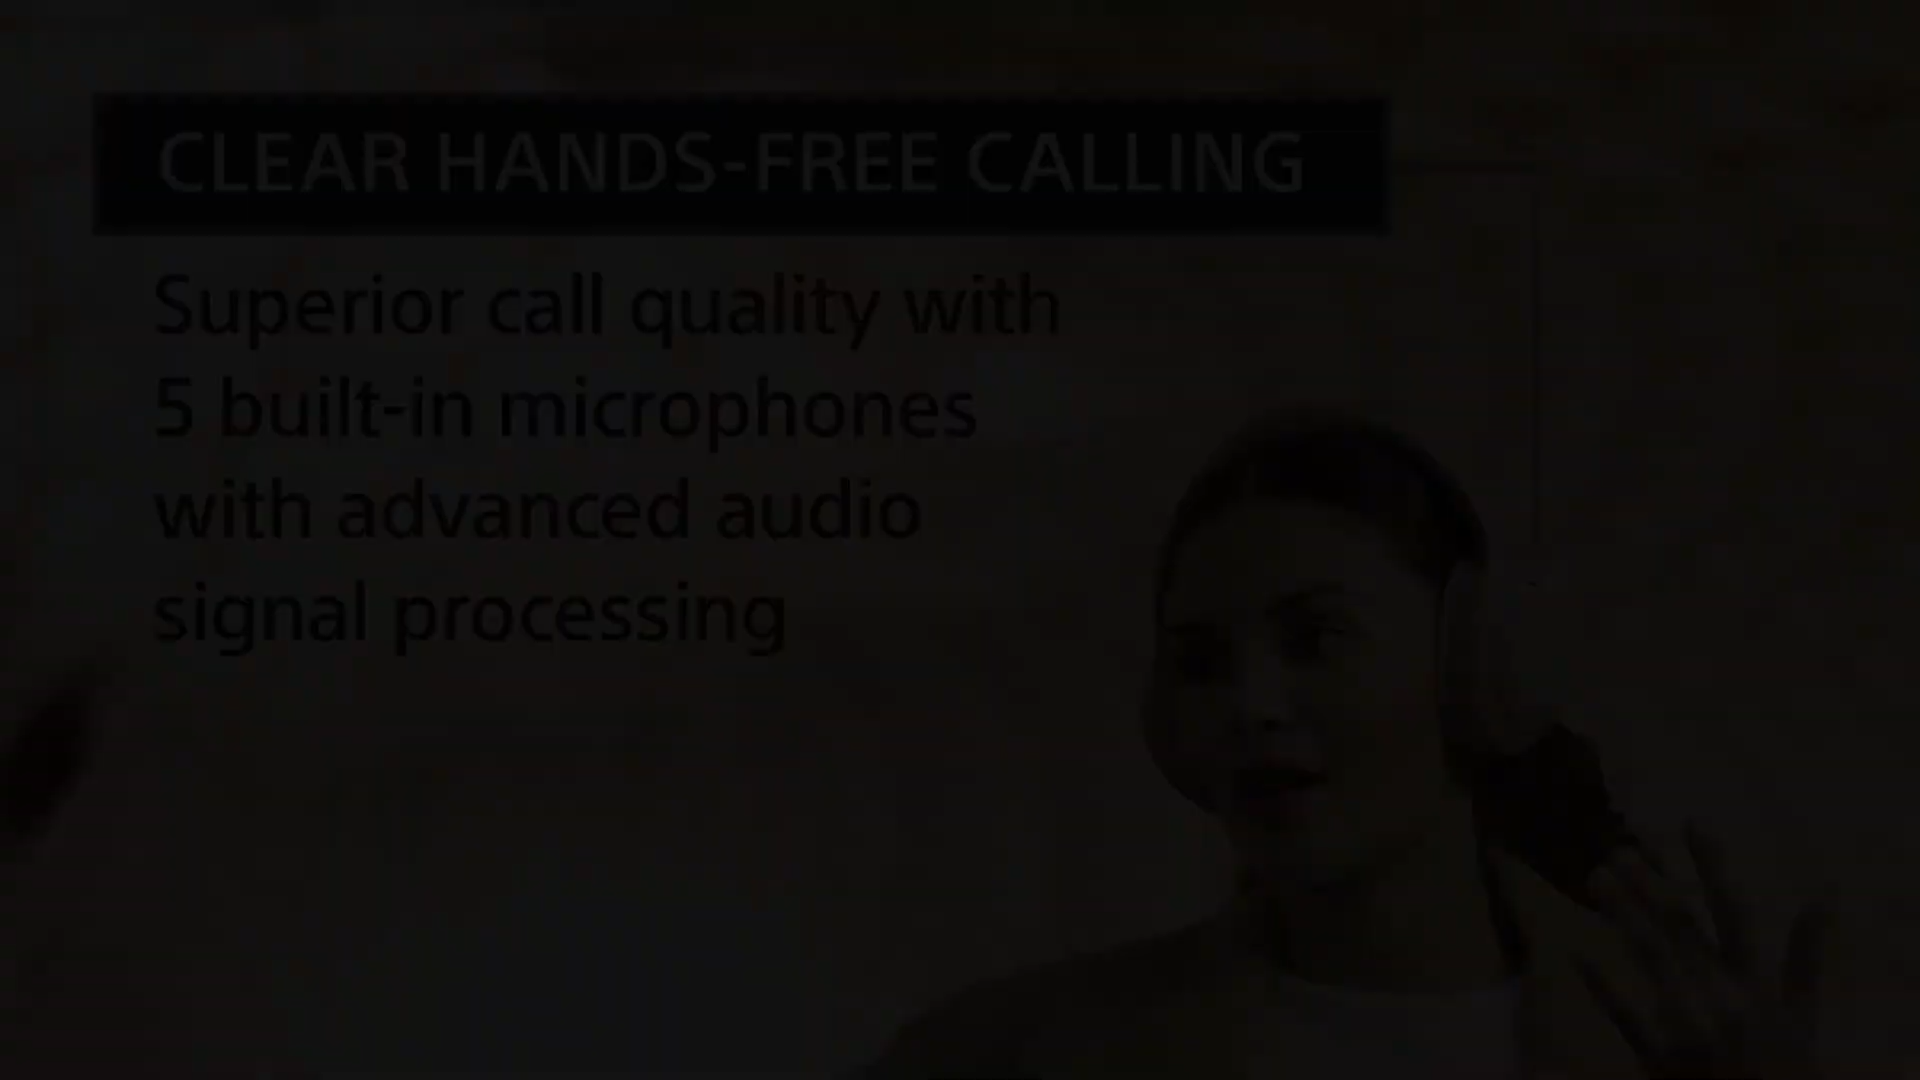 CLEAR HANDS-FREE CALLING
Superior call quality with
5 built-in microphones
with advanced audio
signal processing